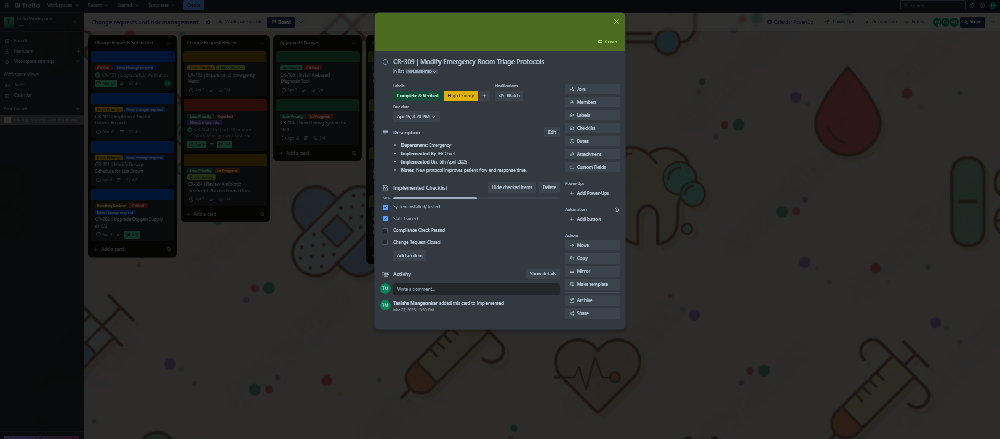 Trello
Workspaces
Recent
Starred
Templates
Create
Search
TM
T
Trello Workspace
Free
Boards
Members
Workspace settings
Workspace views
Table
Calendar
Your boards
Change requests and risk mana...
Change requests and risk management
Workspace visible
Board
Calendar Power-Up
Power-Ups
Automation
Filters
TM
CG
MT
Share
Change Requests Submitted
Critical
New change request
CR-101 | Upgrade ICU Ventilators
Mar 30
3/5
CG
High Priority
New change request
CR-102 | Implement Digital
Patient Records
Mar 31
2/5
High Priority
New change request
CR-201 | Modify Dosage
Schedule for Lisa Brown
Apr 4
4/5
Pending Review
Critical
New change request
CR-202 | Upgrade Oxygen Supply
in ICU
Apr 4
5/5
Add a card
Change Request Review
High Priority
Under review
CR-103 | Expansion of Emergency
Ward
Apr 2
3/4
Low Priority
Rejected
Needs more info
CR-104 | Upgrade Pharmacy
Stock Management System
Apr 3
4/4
Low Priority
In Progress
Under review
CR-304 | Review Antibiotic
Treatment Plan for Emma Davis
Apr 9
1/4
Add a card
Approved Changes
Approved
Critical
CR-105 | Install AI-based
Diagnosis Tool
Apr 7
2/4
Low Priority
In Progress
CR-106 | New Parking System for
Staff
Apr 10
3/4
Add a card
Cover
CR-309 | Modify Emergency Room Triage Protocols
in list IMPLEMENTED
Labels
Complete & Verified
High Priority
Notifications
Watch
Due date
Apr 15, 8:20 PM
Description
Edit
• Department: Emergency
• Implemented By: ER Chief
• Implemented On: 6th April 2025
• Notes: New protocol improves patient flow and response time.
Implemented Checklist
Hide checked items
Delete
50%
System Installed/Tested
Staff Trained
Compliance Check Passed
Change Request Closed
Add an item
Activity
Show details
TM
Write a comment...
TM
Tanisha Mangaonkar added this card to Implemented
Mar 27, 2025, 10:50 PM
Join
Members
Labels
Checklist
Dates
Attachment
Custom Fields
Power-Ups
Add Power-Ups
Automation
Add button
Actions
Move
Copy
Mirror
Make template
Archive
Share